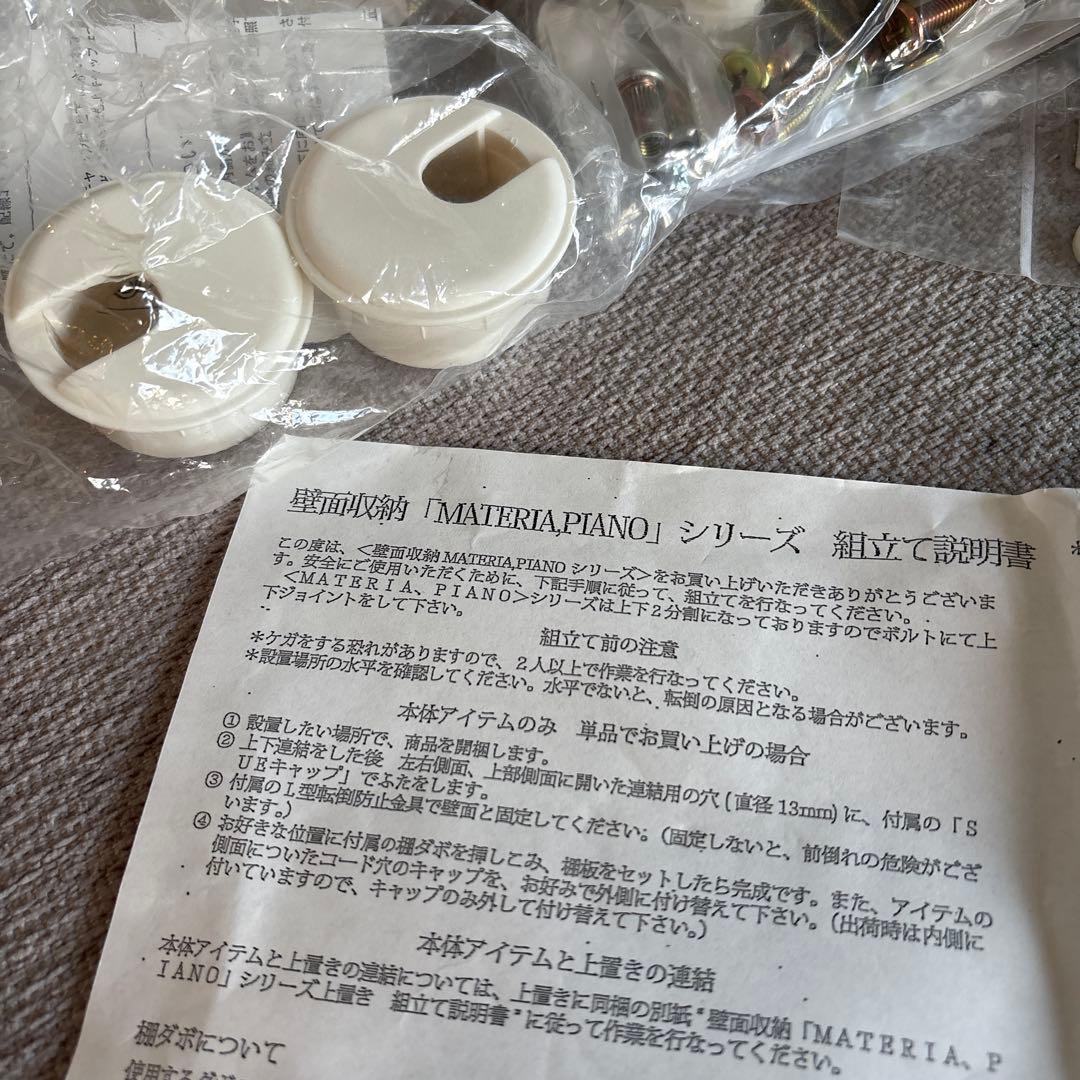 壁面収納「MATERIA,PIANO」シリーズ　組立て説明書
この度は、＜壁面収納MATERIA,PIANOシリーズ＞をお買い上げいただきありがとうございま
す。安全にご使用いただくために、下記手順に従って、組立てを行なってください。
＜ＭＡＴＥＲＩＡ、ＰＩＡＮＯ＞シリーズは上下２分割になっておりますのでボルトにて上
下ジョイントをして下さい。
組立て前の注意
＊ケガをする恐れがありますので、２人以上で作業を行なってください。
＊設置場所の水平を確認してください。水平でないと、転倒の原因となる場合がございます。
本体アイテムのみ　単品でお買い上げの場合
① 設置したい場所で、商品を開梱します。
② 上下連結をした後　左右側面、上部側面に開いた連結用の穴(直径13mm)に、付属の「Ｓ
ＵＥキャップ」でふたをします。
③ 付属のＬ型転倒防止金具で壁面と固定してください。（固定しないと、前倒れの危険がござ
います。）
④ お好きな位置に付属の棚ダボを挿しこみ、棚板をセットしたら完成です。また、アイテムの
側面についたコード穴のキャップを、お好みで外側に付け替えて下さい。（出荷時は内側に
付いていますので、キャップのみ外して付け替えて下さい。）
本体アイテムと上置きの連結
本体アイテムと上置きの連結については、上置きに同梱の別紙"壁面収納「ＭＡＴＥＲＩＡ、Ｐ
ＩＡＮＯ」シリーズ上置き　組立て説明書"に従って作業を行なってください。
棚ダボについて